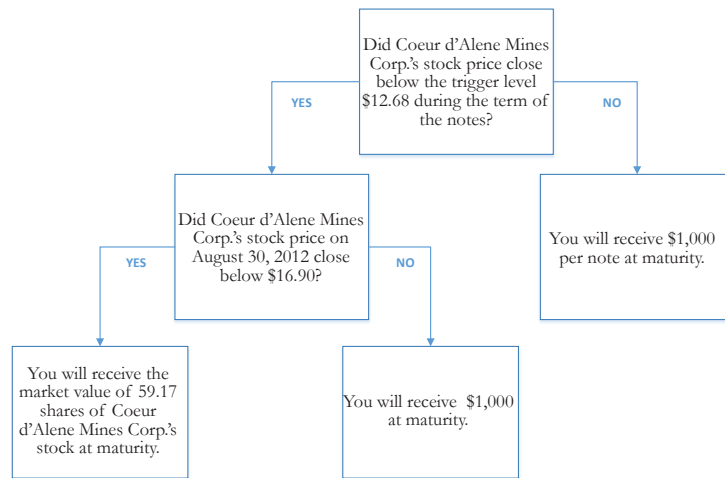 Did Coeur d'Alene Mines
Corp.'s stock price close
below the trigger level
$12.68 during the term of
the notes?
YES
NO
Did Coeur d'Alene Mines
Corp.'s stock price on
August 30, 2012 close
below $16.90?
You will receive $1,000
per note at maturity.
YES
NO
You will receive the
market value of 59.17
shares of Coeur
d'Alene Mines Corp.'s
stock at maturity.
You will receive $1,000
at maturity.